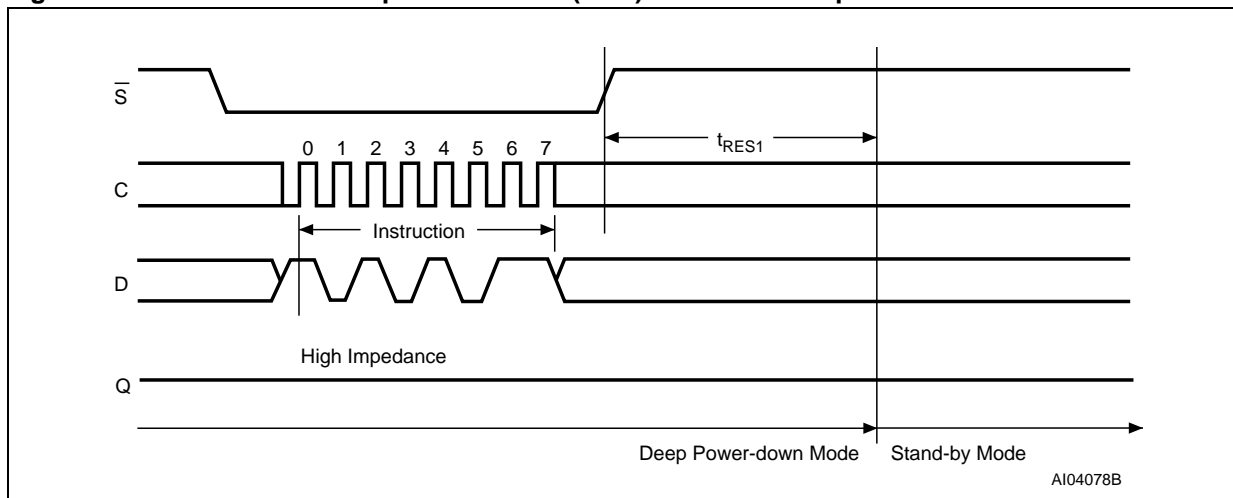 S
0 1 2 3 4 5 6 7
tRES1
C
Instruction
D
High Impedance
Q
Deep Power-down Mode Stand-by Mode
AI04078B